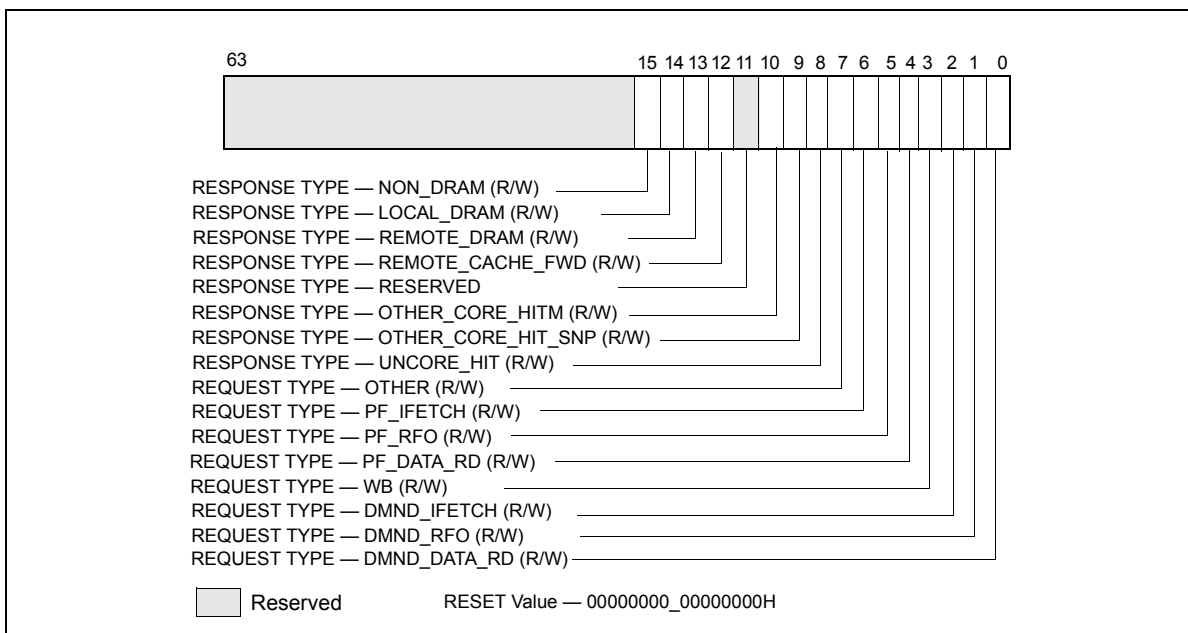 63 15 14 13 12 11 10 9 8 7 6 5 4 3 2 1 0
RESPONSE TYPE — NON_DRAM (R/W)
RESPONSE TYPE — LOCAL_DRAM (R/W)
RESPONSE TYPE — REMOTE_DRAM (R/W)
RESPONSE TYPE — REMOTE_CACHE_FWD (R/W)
RESPONSE TYPE — RESERVED
RESPONSE TYPE — OTHER_CORE_HITM (R/W)
RESPONSE TYPE — OTHER_CORE_HIT_SNP (R/W)
RESPONSE TYPE — UNCORE_HIT (R/W)
REQUEST TYPE — OTHER (R/W)
REQUEST TYPE — PF_IFETCH (R/W)
REQUEST TYPE — PF_RFO (R/W)
REQUEST TYPE — PF_DATA_RD (R/W)
REQUEST TYPE — WB (R/W)
REQUEST TYPE — DMND_IFETCH (R/W)
REQUEST TYPE — DMND_RFO (R/W)
REQUEST TYPE — DMND_DATA_RD (R/W)
Reserved RESET Value — 00000000_00000000H